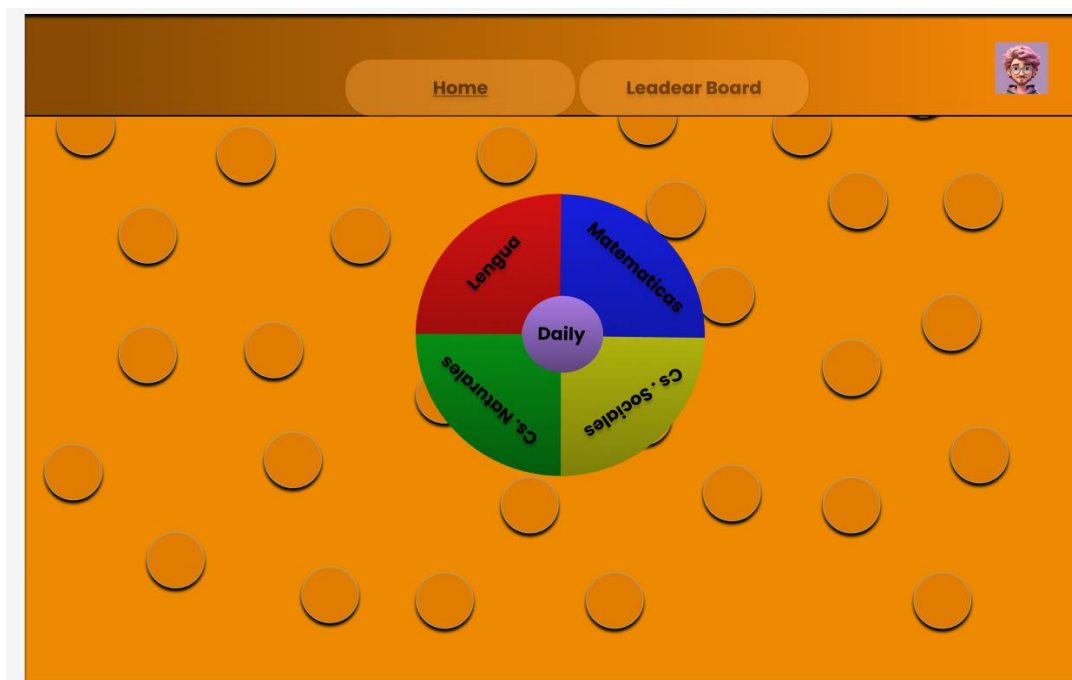 Home
Leadear Board
Lengua
Matematicas
Daily
Cs. Naturales
Cs . Sociales